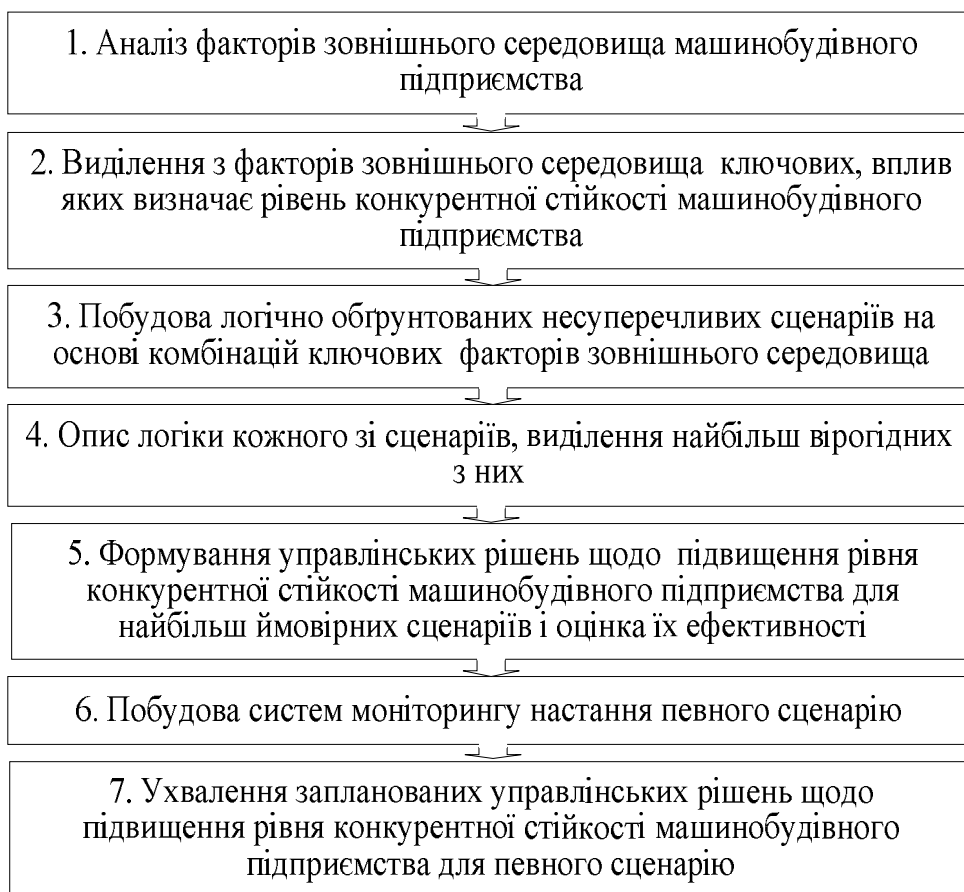 1. Аналіз факторів зовнішнього середовища машинобудівного
підприємства
2. Виділення з факторів зовнішнього середовища ключових, вплив
яких визначає рівень конкурентної стійкості машинобудівного
підприємства
3. Побудова логічно обґрунтованих несуперечливих сценаріїв на
основі комбінацій ключових факторів зовнішнього середовища
4. Опис логіки кожного зі сценаріїв, виділення найбільш вірогідних
з них
5. Формування управлінських рішень щодо підвищення рівня
конкурентної стійкості машинобудівного підприємства для
найбільш ймовірних сценаріїв і оцінка їх ефективності
6. Побудова систем моніторингу настання певного сценарію
7. Ухвалення запланованих управлінських рішень щодо
підвищення рівня конкурентної стійкості машинобудівного
підприємства для певного сценарію